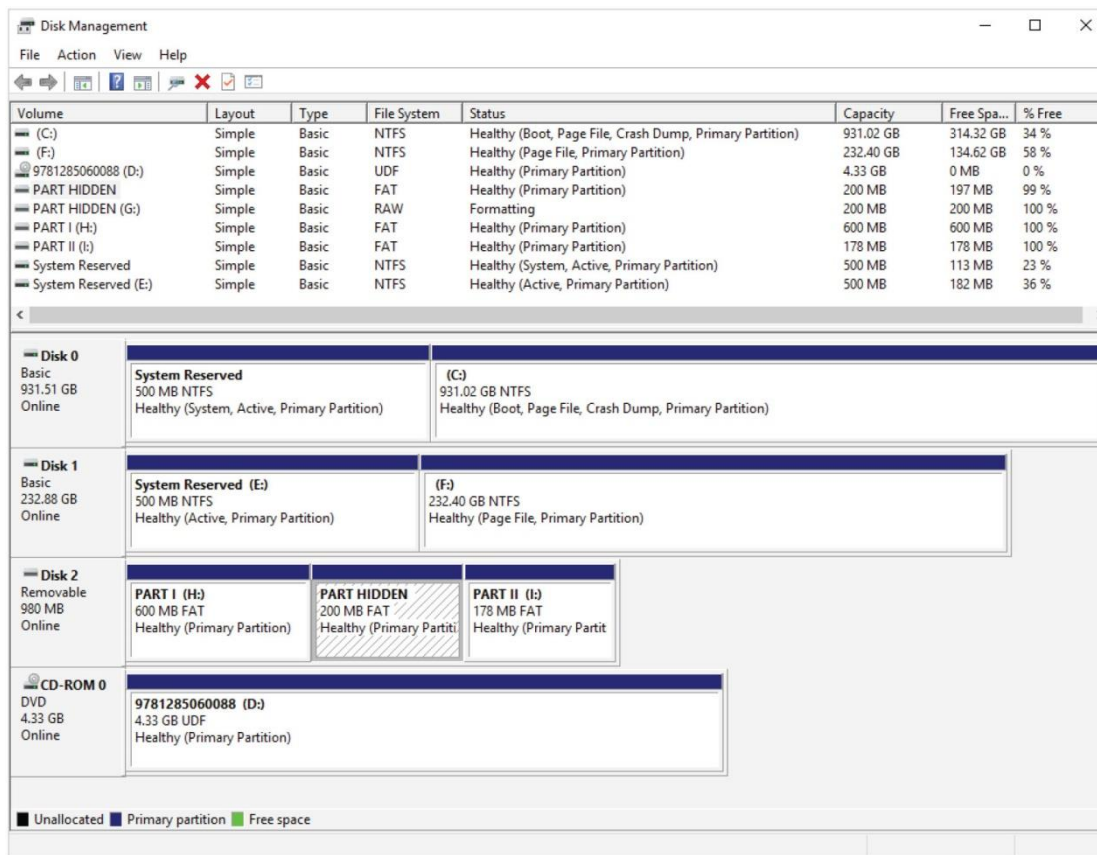 Disk Management
File Action View Help
Volume Layout Type File System Status Capacity Free Spa... % Free
(C:) Simple Basic NTFS Healthy (Boot, Page File, Crash Dump, Primary Partition) 931.02 GB 314.32 GB 34 %
(F:) Simple Basic NTFS Healthy (Page File, Primary Partition) 232.40 GB 134.62 GB 58 %
9781285060088 (D:) Simple Basic UDF Healthy (Primary Partition) 4.33 GB 0 MB 0 %
PART HIDDEN Simple Basic FAT Healthy (Primary Partition) 200 MB 197 MB 99 %
PART HIDDEN (G:) Simple Basic RAW Formatting 200 MB 200 MB 100 %
PART I (H:) Simple Basic FAT Healthy (Primary Partition) 600 MB 600 MB 100 %
PART II (I:) Simple Basic FAT Healthy (Primary Partition) 178 MB 178 MB 100 %
System Reserved Simple Basic NTFS Healthy (System, Active, Primary Partition) 500 MB 113 MB 23 %
System Reserved (E:) Simple Basic NTFS Healthy (Active, Primary Partition) 500 MB 182 MB 36 %
Disk 0
Basic
931.51 GB
Online
System Reserved
500 MB NTFS
Healthy (System, Active, Primary Partition)
(C:)
931.02 GB NTFS
Healthy (Boot, Page File, Crash Dump, Primary Partition)
Disk 1
Basic
232.88 GB
Online
System Reserved (E:)
500 MB NTFS
Healthy (Active, Primary Partition)
(F:)
232.40 GB NTFS
Healthy (Page File, Primary Partition)
Disk 2
Removable
980 MB
Online
PART I (H:)
600 MB FAT
Healthy (Primary Partition)
PART HIDDEN
200 MB FAT
Healthy (Primary Partiti
PART II (I:)
178 MB FAT
Healthy (Primary Partit
CD-ROM 0
DVD
4.33 GB
Online
9781285060088 (D:)
4.33 GB UDF
Healthy (Primary Partition)
Unallocated Primary partition Free space